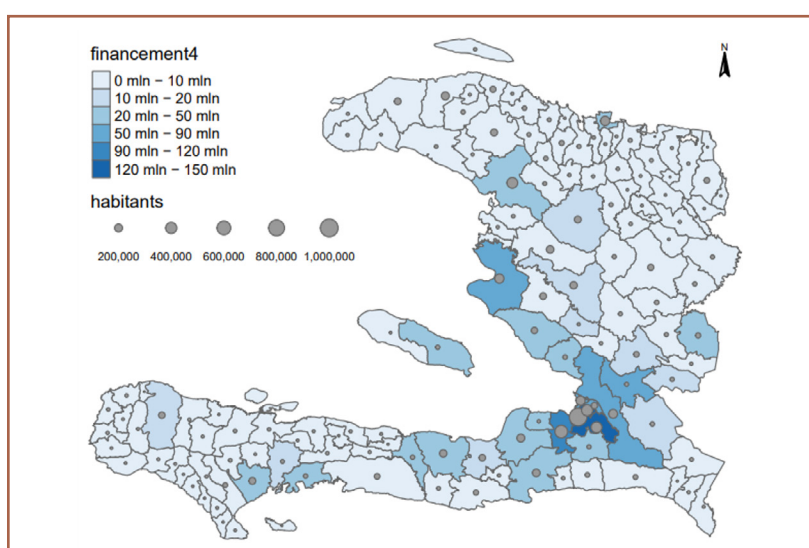 N
financement4
0 mln − 10 mln
10 mln − 20 mln
20 mln − 50 mln
50 mln − 90 mln
90 mln − 120 mln
120 mln − 150 mln
habitants
200,000 400,000 600,000 800,000 1,000,000